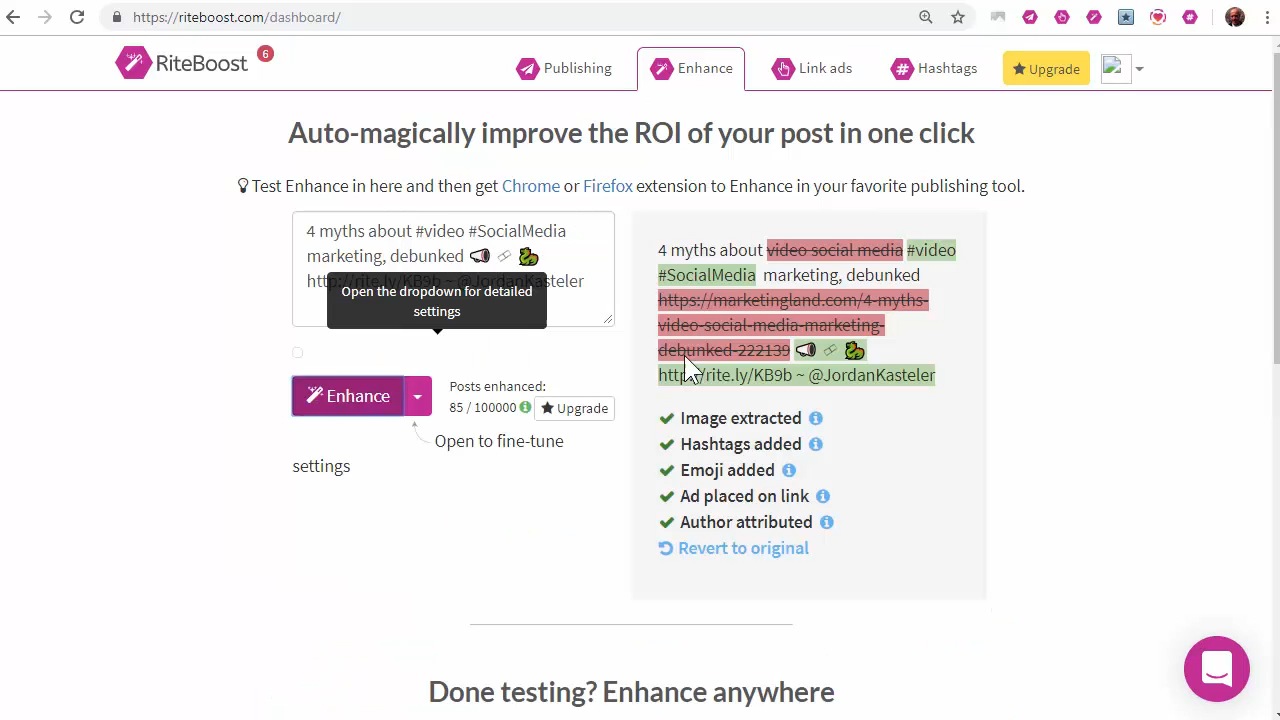 https://riteboost.com/dashboard/
RiteBoost 6
Publishing
Enhance
Link ads
Hashtags
Upgrade
Auto-magically improve the ROI of your post in one click
Test Enhance in here and then get Chrome or Firefox extension to Enhance in your favorite publishing tool.
4 myths about #video #SocialMedia
marketing, debunked
http://rite.ly/KB9b ~ @JordanKasteler
Open the dropdown for detailed
settings
Enhance
Posts enhanced:
85 / 100000
Upgrade
Open to fine-tune
settings
4 myths about video social media #video
#SocialMedia marketing, debunked
https://marketingland.com/4-myths-
video-social-media-marketing-
debunked-222139
http://rite.ly/KB9b ~ @JordanKasteler
Image extracted
Hashtags added
Emoji added
Ad placed on link
Author attributed
Revert to original
Done testing? Enhance anywhere